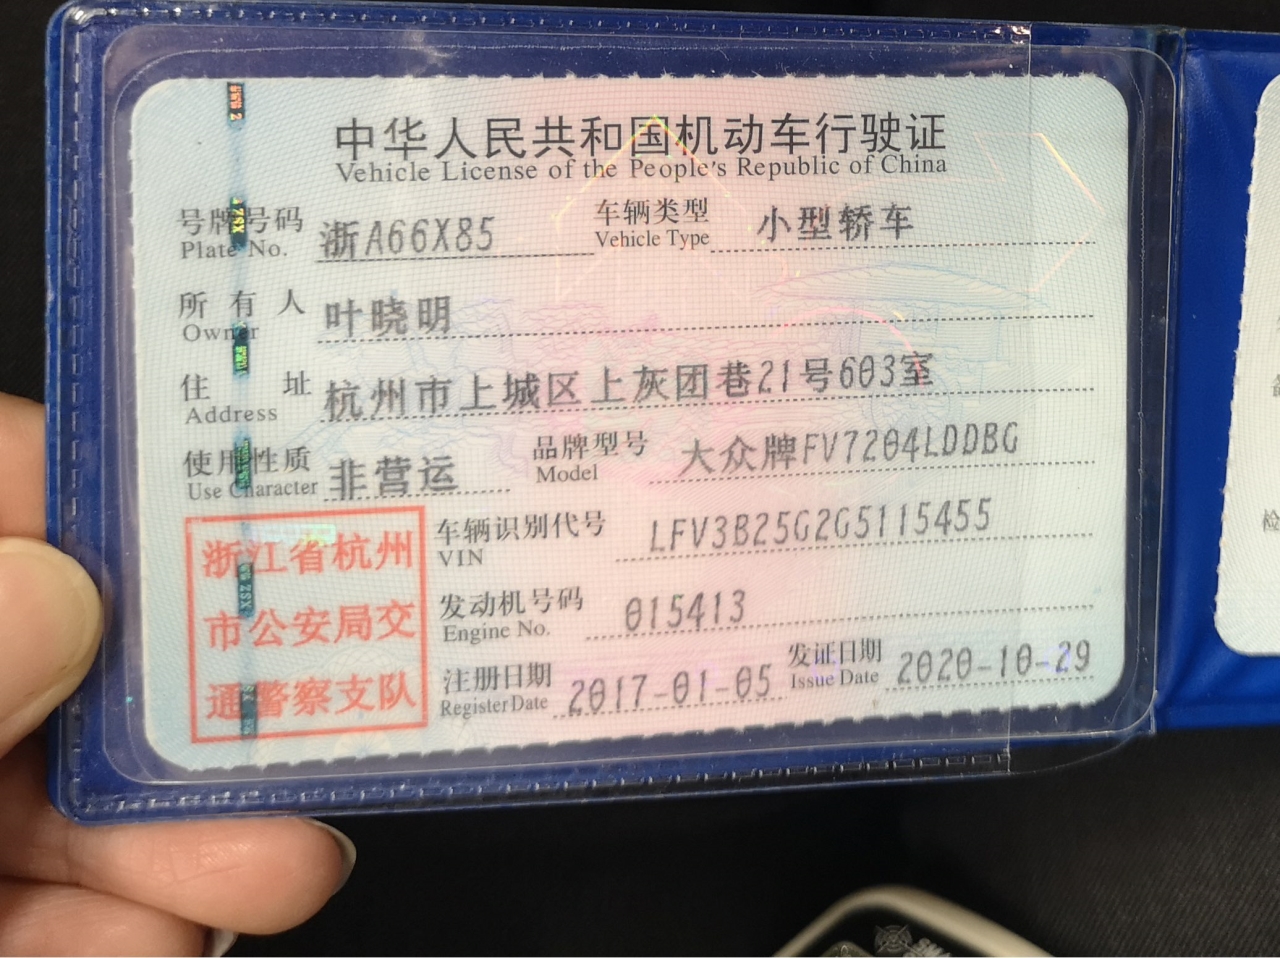 中华人民共和国机动车行驶证
Vehicle License of the People's Republic of China
号牌号码 浙A66X85 车辆类型 小型轿车
Plate No. Vehicle Type
所有人 叶晓明
Owner
住址 杭州市上城区上灰团巷21号603室
Address
使用性质 非营运 品牌型号 大众牌FV7204LDDBG
Use Character Model
浙江省杭州
市公安局交
通警察支队
车辆识别代号 LFV3B25G2G5115455
VIN
发动机号码 015413
Engine No.
注册日期 2017-01-05 发证日期 2020-10-29
Register Date Issue Date
检